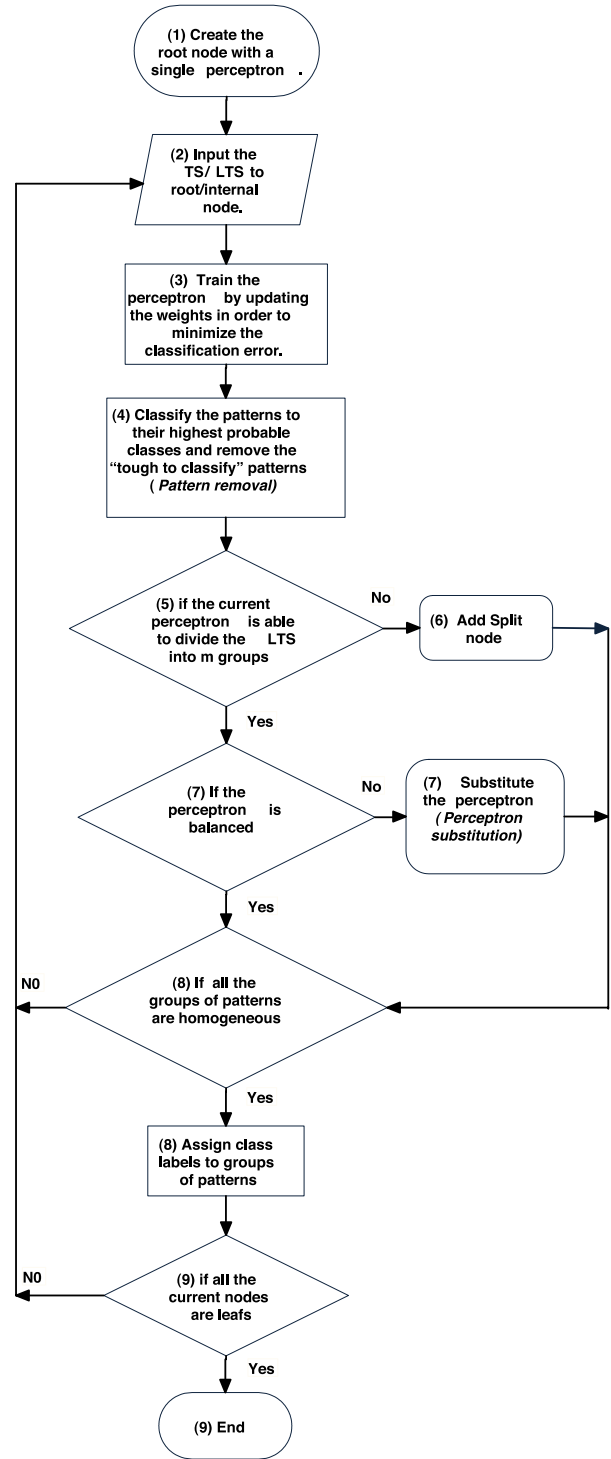 (1) Create the
root node with a
single perceptron .
(2) Input the
TS/ LTS to
root/internal
node.
(3) Train the
perceptron by updating
the weights in order to
minimize the
classification error.
(4) Classify the patterns to
their highest probable
classes and remove the
“tough to classify” patterns
( Pattern removal)
(5) if the current
perceptron is able
to divide the LTS
into m groups
No
(6) Add Split
node
Yes
(7) If the
perceptron is
balanced
No
(7) Substitute
the perceptron
( Perceptron
substitution)
Yes
(8) If all the
groups of patterns
are homogeneous
N0
Yes
(8) Assign class
labels to groups
of patterns
(9) if all the
current nodes
are leafs
N0
Yes
(9) End